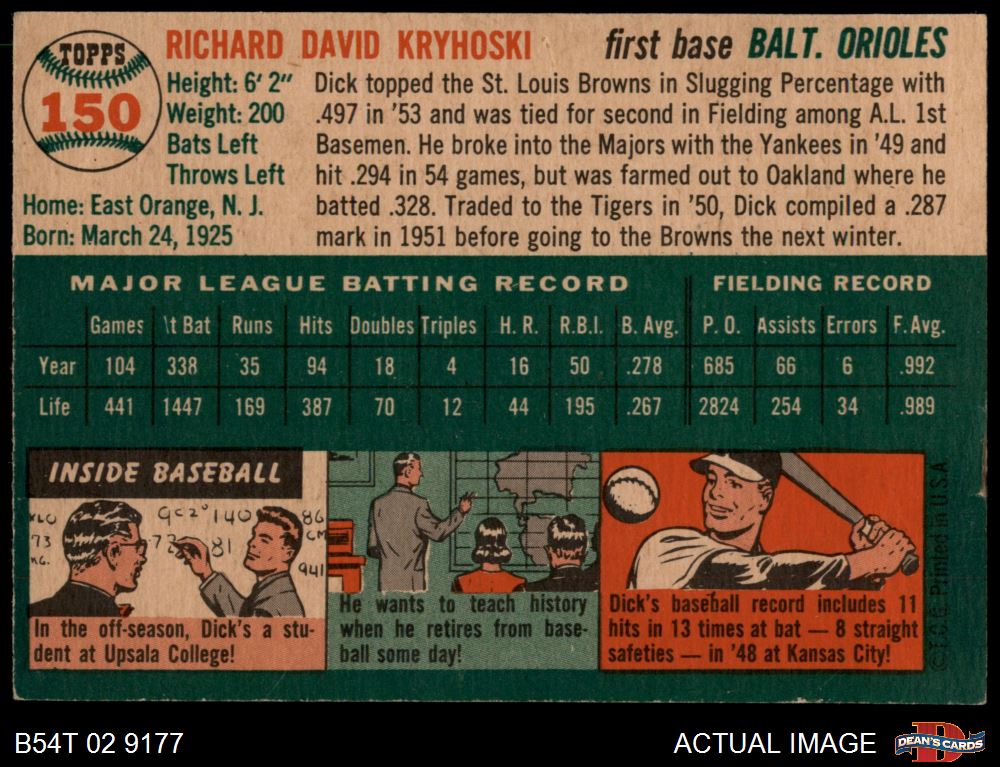 TOPPS
150
RICHARD DAVID KRYHOSKI
first base BALT. ORIOLES
Height: 6' 2"
Weight: 200
Bats Left
Throws Left
Home: East Orange, N. J.
Born: March 24, 1925
Dick topped the St. Louis Browns in Slugging Percentage with
.497 in '53 and was tied for second in Fielding among A.L. 1st
Basemen. He broke into the Majors with the Yankees in '49 and
hit .294 in 54 games, but was farmed out to Oakland where he
batted .328. Traded to the Tigers in '50, Dick compiled a .287
mark in 1951 before going to the Browns the next winter.
MAJOR LEAGUE BATTING RECORD FIELDING RECORD
Games \t Bat Runs Hits Doubles Triples H. R. R.B.I. B. Avg. P. O. Assists Errors F. Avg.
Year 104 338 35 94 18 4 16 50 .278 685 66 6 .992
Life 441 1447 169 387 70 12 44 195 .267 2824 254 34 .989
INSIDE BASEBALL
In the off-season, Dick's a stu-
dent at Upsala College!
He wants to teach history
when he retires from base-
ball some day!
Dick's baseball record includes 11
hits in 13 times at bat — 8 straight
safeties — in '48 at Kansas City!
©T.C.G. Printed in U.S.A
B54T 02 9177
ACTUAL IMAGE
DEAN'S CARDS